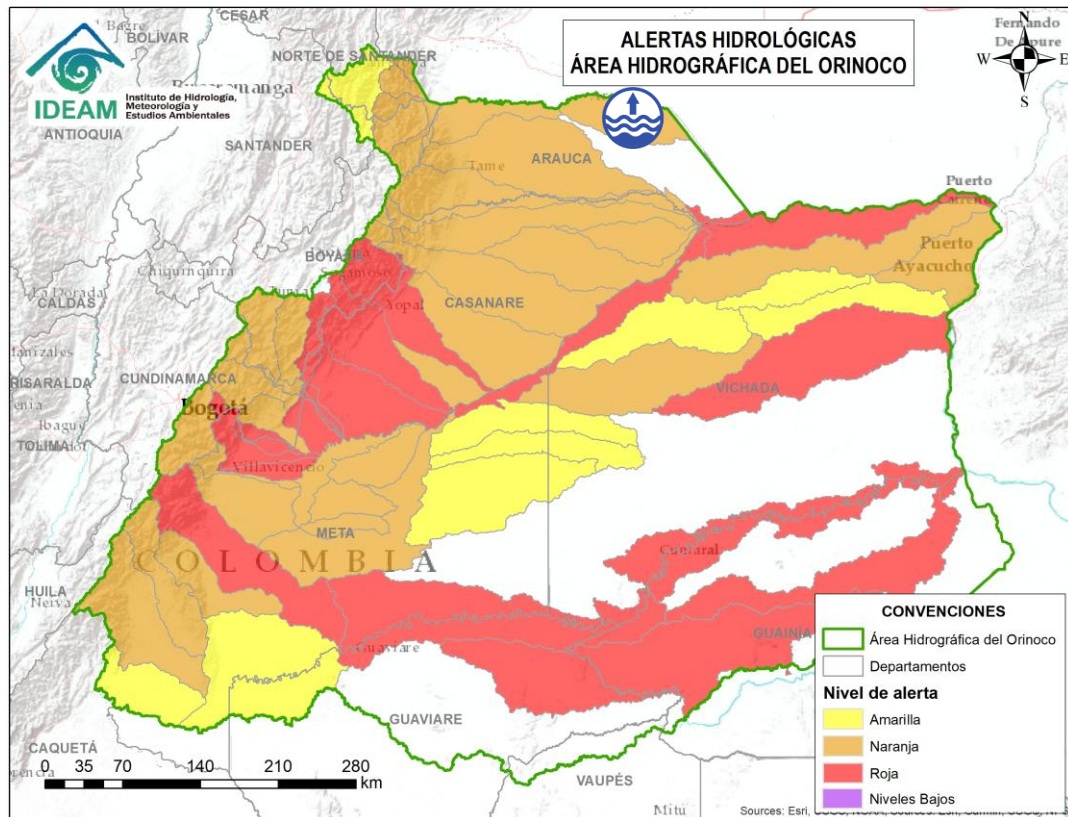 ALERTAS HIDROLÓGICAS
ÁREA HIDROGRÁFICA DEL ORINOCO
IDEAM
Instituto de Hidrología,
Meteorología y
Estudios Ambientales
N
W
E
S
Fernando
De Apure
CESAR
BOLÍVAR
NORTE DE SANTANDER
ANTIOQUIA
SANTANDER
Tame
ARAUCA
Puerto
Puerto
Ayacucho
Chiquinquira
Yopal
CASANARE
La Dorada
CALDAS
RISARALDA
CUNDINAMARCA
Bogotá
VICHADA
TOLIMA
Villavicencio
META
COLOMBIA
HUILA
Neiva
GUAINÍA
GUAVIARE
CAQUETÁ
VAUPÉS
Mitú
0 35 70 140 210 280
km
CONVENCIONES
Área Hidrográfica del Orinoco
Departamentos
Nivel de alerta
Amarilla
Naranja
Roja
Niveles Bajos
Sources: Esri,